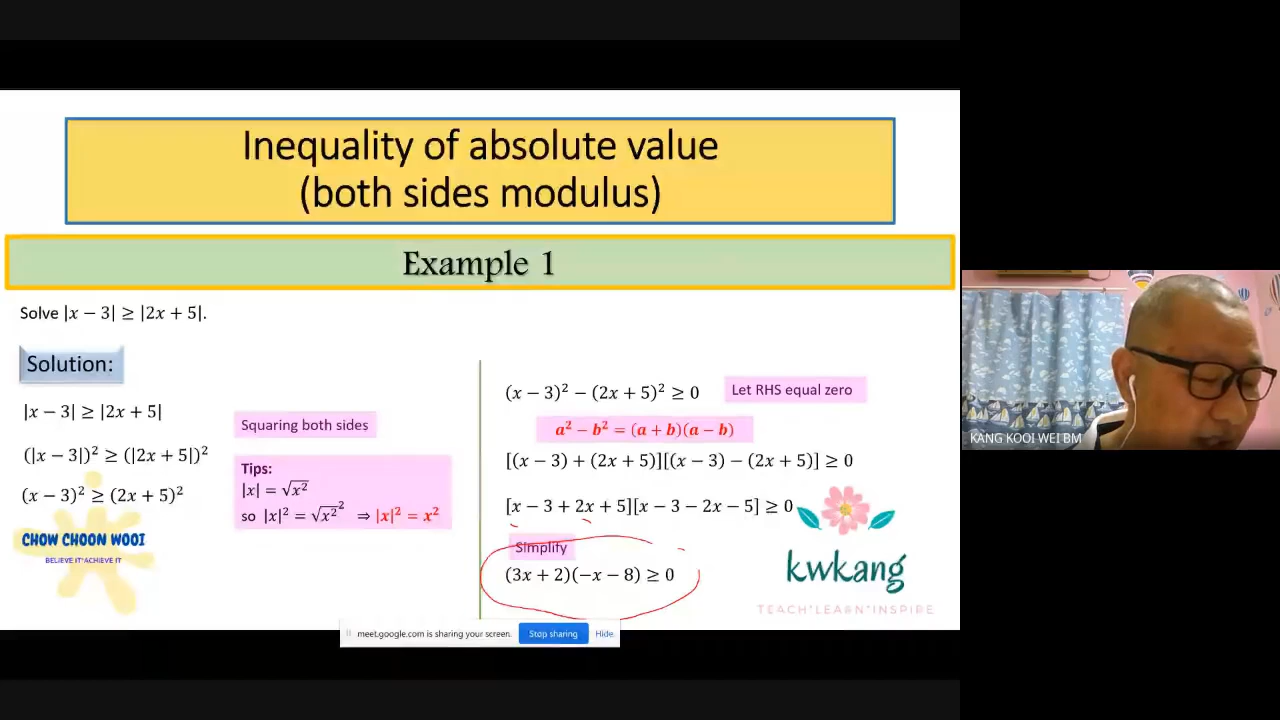 Inequality of absolute value
(both sides modulus)
Example 1
Solve |x − 3| ≥ |2x + 5|.
Solution:
|x − 3| ≥ |2x + 5|
Squaring both sides
(|x − 3|)² ≥ (|2x + 5|)²
(x − 3)² ≥ (2x + 5)²
Tips:
|x| = √x²
so |x|² = √x²² ⇒ |x|² = x²
CHOW CHOON WOOI
BELIEVE IT*ACHIEVE IT
(x − 3)² − (2x + 5)² ≥ 0
Let RHS equal zero
a² − b² = (a + b)(a − b)
[(x − 3) + (2x + 5)][(x − 3) − (2x + 5)] ≥ 0
[x − 3 + 2x + 5][x − 3 − 2x − 5] ≥ 0
Simplify
(3x + 2)(−x − 8) ≥ 0
kwkang
TEACH*LEARN*INSPIRE
meet.google.com is sharing your screen.
Stop sharing
Hide
KANG KOOI WEI BM